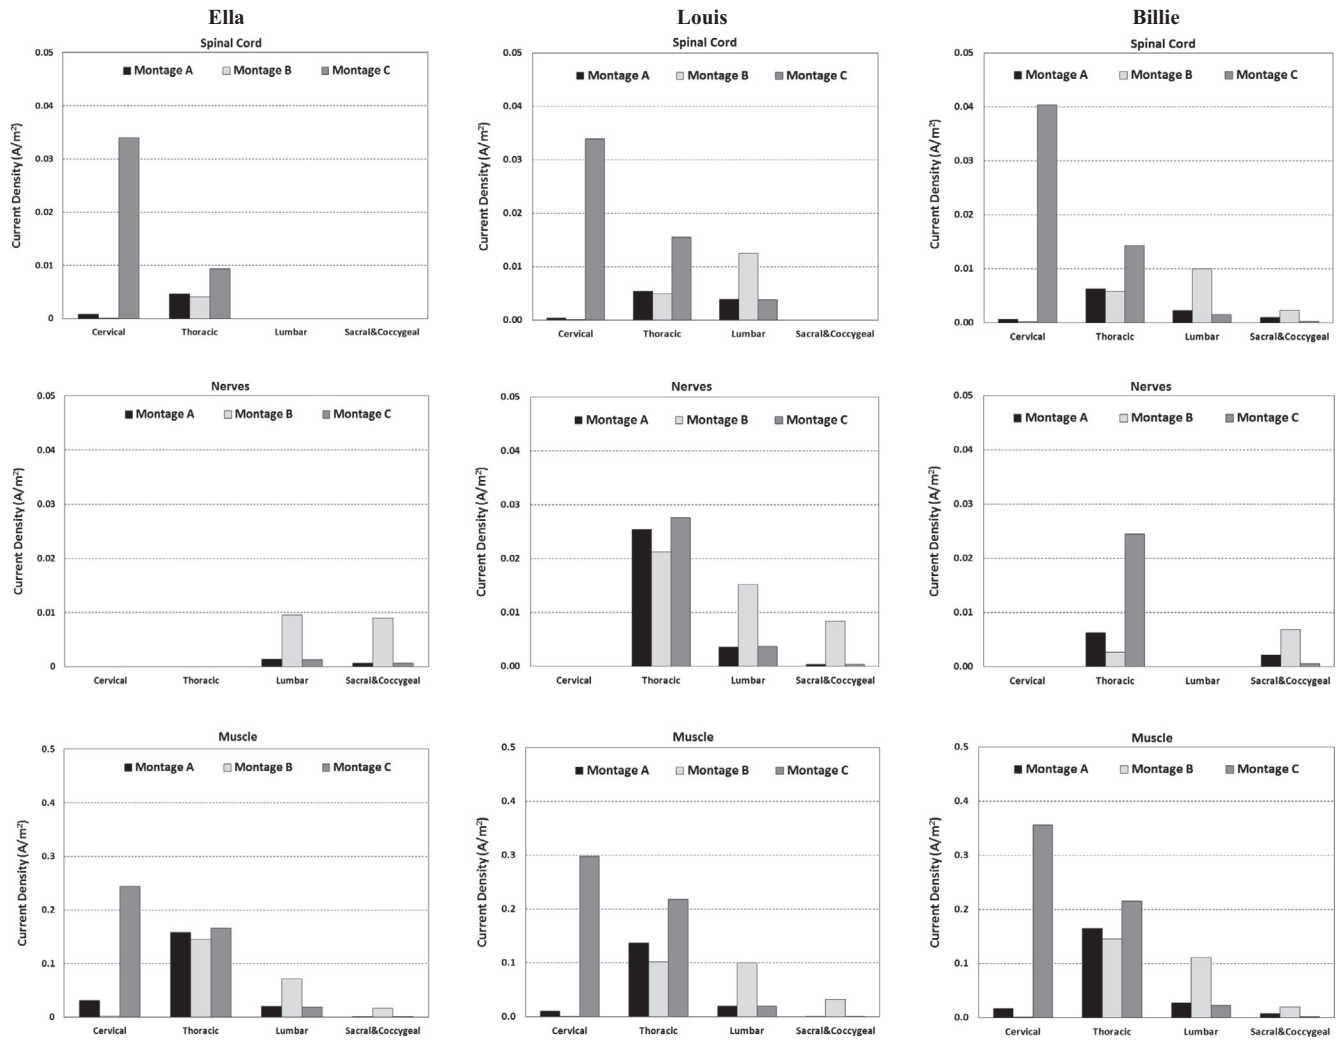 Ella Louis Billie
Spinal Cord
0.05
Montage A Montage B Montage C
0.04
0.03
0.02
0.01
0
Current Density (A/m²)
Cervical Thoracic Lumbar Sacral&Coccygeal
Spinal Cord
0.05
Montage A Montage B Montage C
0.04
0.03
0.02
0.01
0.00
Current Density (A/m²)
Cervical Thoracic Lumbar Sacral&Coccygeal
Spinal Cord
0.05
Montage A Montage B Montage C
0.04
0.03
0.02
0.01
0.00
Current Density (A/m²)
Cervical Thoracic Lumbar Sacral&Coccygeal
Nerves
0.05
Montage A Montage B Montage C
0.04
0.03
0.02
0.01
0
Current Density (A/m²)
Cervical Thoracic Lumbar Sacral&Coccygeal
Nerves
0.05
Montage A Montage B Montage C
0.04
0.03
0.02
0.01
0.00
Current Density (A/m²)
Cervical Thoracic Lumbar Sacral&Coccygeal
Nerves
0.05
Montage A Montage B Montage C
0.04
0.03
0.02
0.01
0.00
Current Density (A/m²)
Cervical Thoracic Lumbar Sacral&Coccygeal
Muscle
0.5
Montage A Montage B Montage C
0.4
0.3
0.2
0.1
0
Current Density (A/m²)
Cervical Thoracic Lumbar Sacral&Coccygeal
Muscle
0.5
Montage A Montage B Montage C
0.4
0.3
0.2
0.1
0.0
Current Density (A/m²)
Cervical Thoracic Lumbar Sacral&Coccygeal
Muscle
0.5
Montage A Montage B Montage C
0.4
0.3
0.2
0.1
0.0
Current Density (A/m²)
Cervical Thoracic Lumbar Sacral&Coccygeal